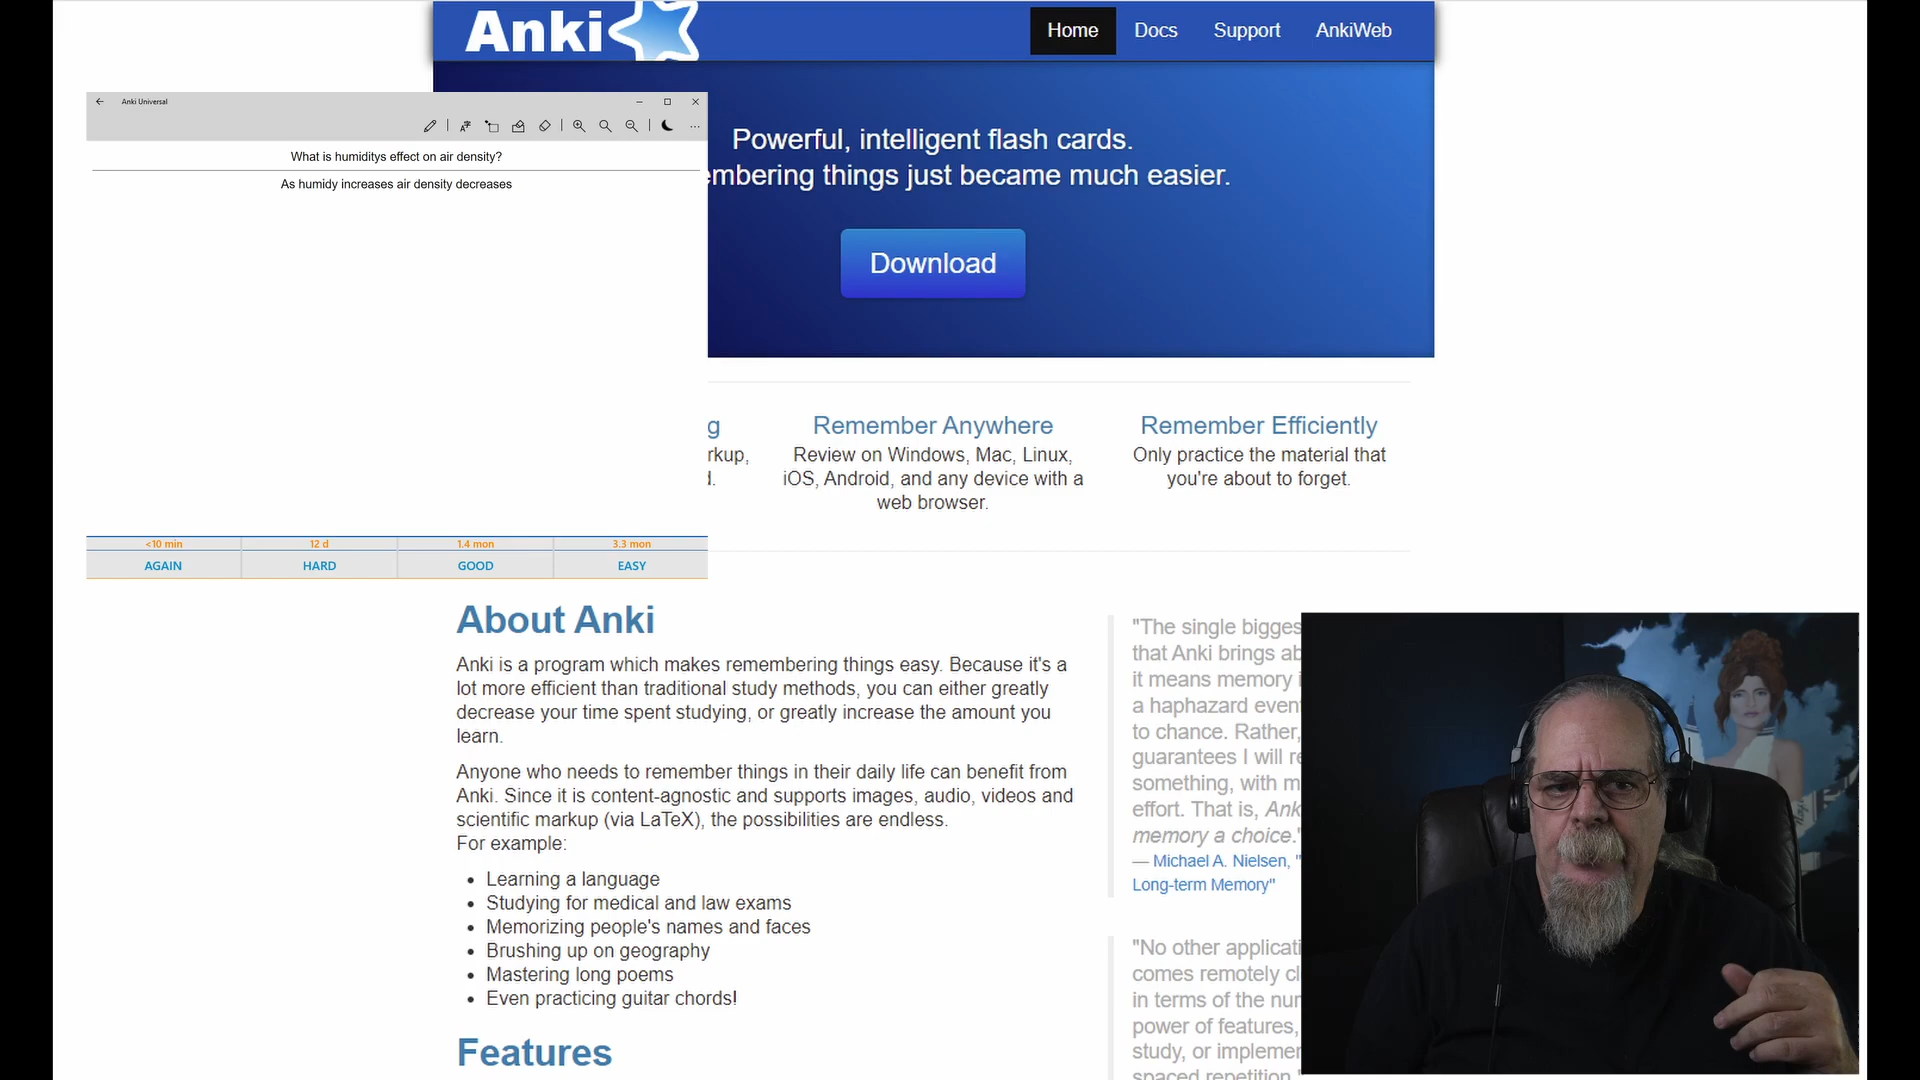 Anki
Home
Docs
Support
AnkiWeb
Anki Universal
What is humiditys effect on air density?
As humidy increases air density decreases
<10 min
12 d
1.4 mon
3.3 mon
AGAIN
HARD
GOOD
EASY
Powerful, intelligent flash cards.
embering things just became much easier.
Download
g
rkup,
d.
Remember Anywhere
Review on Windows, Mac, Linux,
iOS, Android, and any device with a
web browser.
Remember Efficiently
Only practice the material that
you're about to forget.
About Anki
Anki is a program which makes remembering things easy. Because it's a
lot more efficient than traditional study methods, you can either greatly
decrease your time spent studying, or greatly increase the amount you
learn.
Anyone who needs to remember things in their daily life can benefit from
Anki. Since it is content-agnostic and supports images, audio, videos and
scientific markup (via LaTeX), the possibilities are endless.
For example:
• Learning a language
• Studying for medical and law exams
• Memorizing people's names and faces
• Brushing up on geography
• Mastering long poems
• Even practicing guitar chords!
Features
"The single bigges
that Anki brings ab
it means memory i
a haphazard even
to chance. Rather,
guarantees I will re
something, with m
effort. That is, Ank
memory a choice."
— Michael A. Nielsen, "
Long-term Memory"
"No other applicati
comes remotely cl
in terms of the nur
power of features,
study, or implemer
spaced repetition."